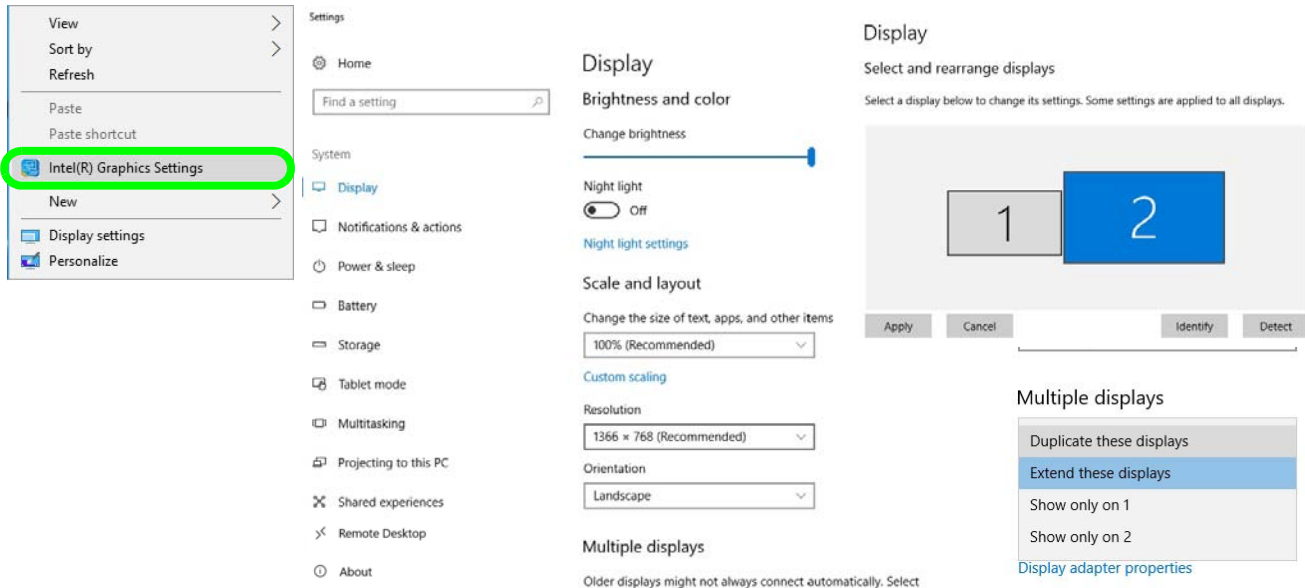 View
Sort by
Refresh
Paste
Paste shortcut
Intel(R) Graphics Settings
New
Display settings
Personalize
Settings
Home
Find a setting
System
Display
Notifications & actions
Power & sleep
Battery
Storage
Tablet mode
Multitasking
Projecting to this PC
Shared experiences
Remote Desktop
About
Display
Brightness and color
Change brightness
Night light
Off
Night light settings
Scale and layout
Change the size of text, apps, and other items
100% (Recommended)
Custom scaling
Resolution
1366 × 768 (Recommended)
Orientation
Landscape
Multiple displays
Older displays might not always connect automatically. Select
Display
Select and rearrange displays
Select a display below to change its settings. Some settings are applied to all displays.
1
2
Apply
Cancel
Identify
Detect
Multiple displays
Duplicate these displays
Extend these displays
Show only on 1
Show only on 2
Display adapter properties